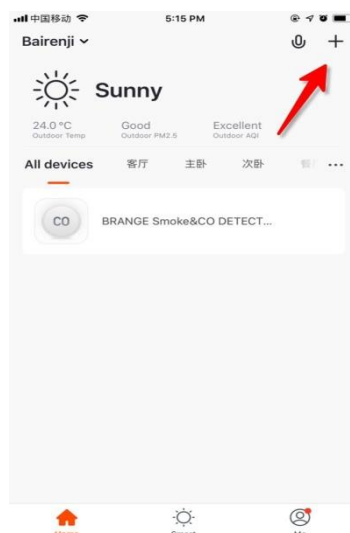 中国移动 5:15 PM
Bairenji
Sunny
24.0 °C Good Excellent
Outdoor Temp Outdoor PM2.5 Outdoor AQI
All devices 客厅 主卧 次卧 ...
CO BRANGE Smoke&CO DETECT...